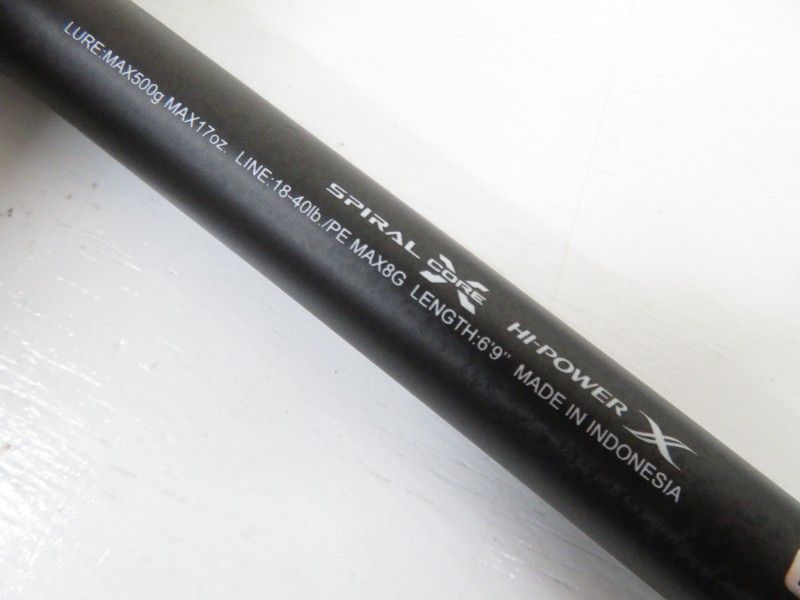 SPIRAL X CORE HI-POWER X
LURE:MAX500g MAX17oz. LINE:18-40lb./PE MAX8G LENGTH:6'9" MADE IN INDONESIA